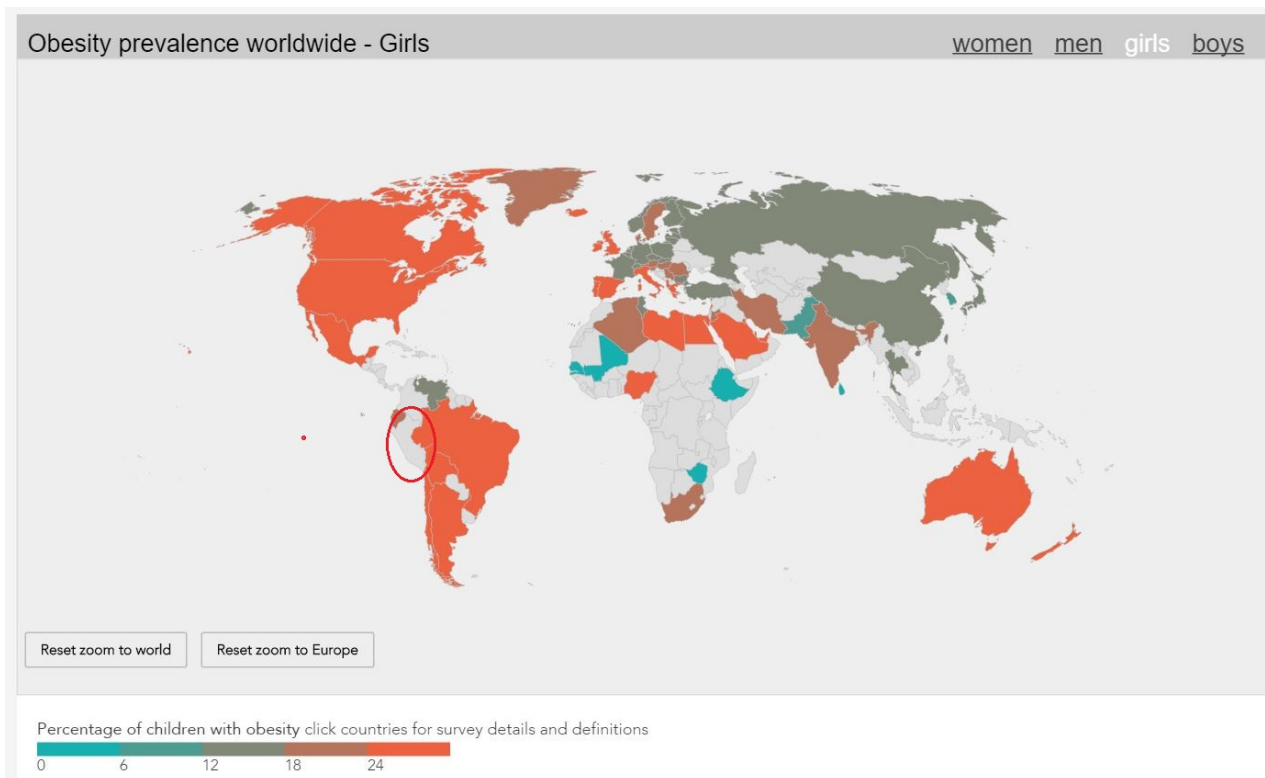 Obesity prevalence worldwide - Girls
women men girls boys
Reset zoom to world Reset zoom to Europe
Percentage of children with obesity click countries for survey details and definitions
0 6 12 18 24